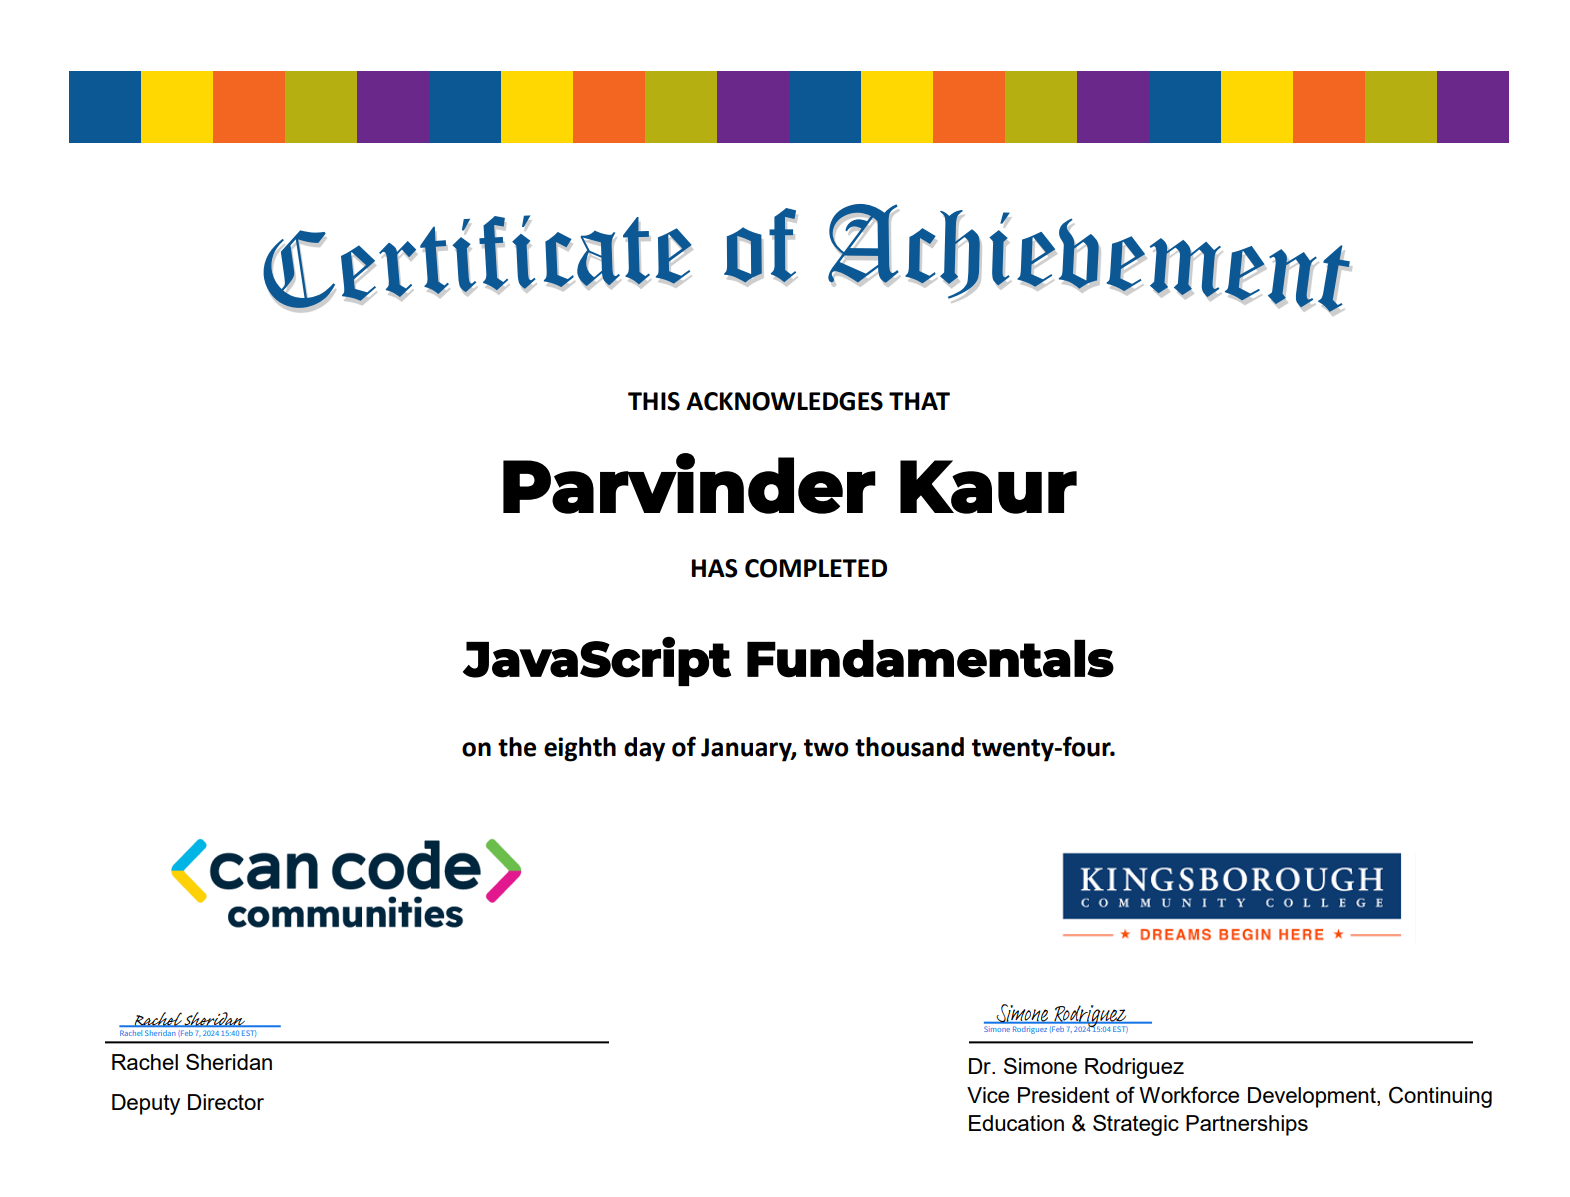 Certificate of Achievement
THIS ACKNOWLEDGES THAT
Parvinder Kaur
HAS COMPLETED
JavaScript Fundamentals
on the eighth day of January, two thousand twenty-four.
<can code>
communities
KINGSBOROUGH
COMMUNITY COLLEGE
★ DREAMS BEGIN HERE ★
Rachel Sheridan
Rachel Sheridan (Feb 7, 2024 15:40 EST)
Rachel Sheridan
Deputy Director
Simone Rodriguez
Simone Rodriguez (Feb 7, 2024 15:04 EST)
Dr. Simone Rodriguez
Vice President of Workforce Development, Continuing
Education & Strategic Partnerships